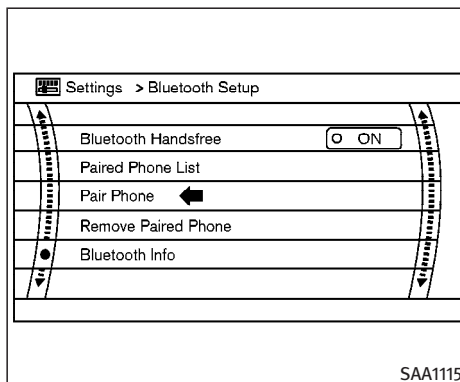 Settings > Bluetooth Setup
Bluetooth Handsfree ON
Paired Phone List
Pair Phone
Remove Paired Phone
Bluetooth Info
SAA1115